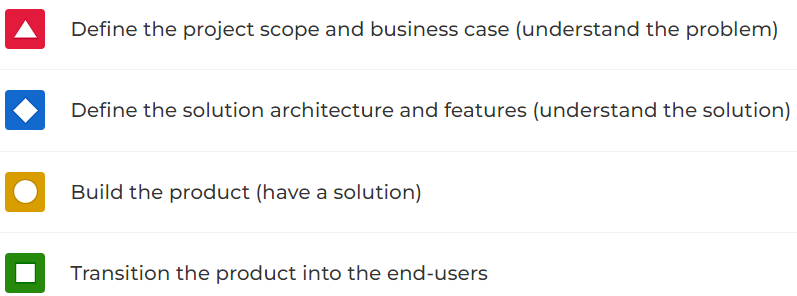 Define the project scope and business case (understand the problem)
Define the solution architecture and features (understand the solution)
Build the product (have a solution)
Transition the product into the end-users